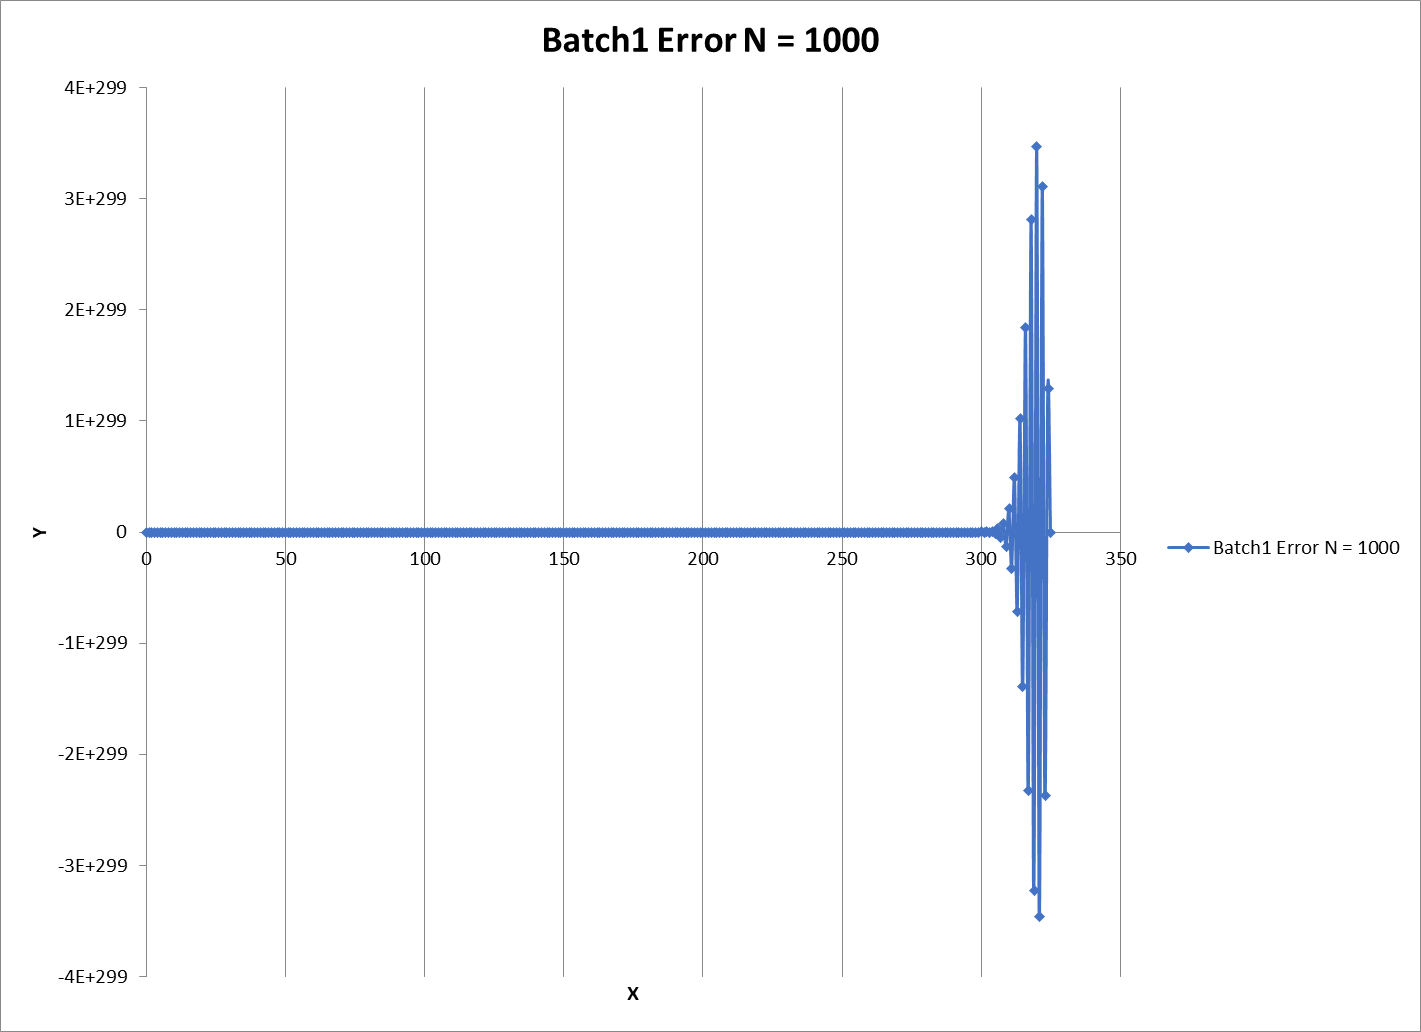 Batch1 Error N = 1000
4E+299
3E+299
2E+299
1E+299
0
-1E+299
-2E+299
-3E+299
-4E+299
Y
0 50 100 150 200 250 300 350
X
Batch1 Error N = 1000